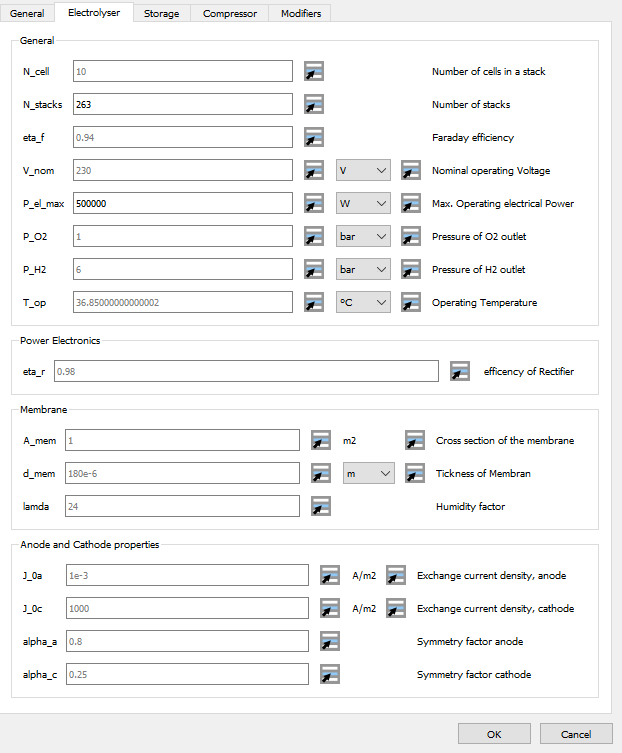 General Electrolyser Storage Compressor Modifiers
General
N_cell 10 Number of cells in a stack
N_stacks 263 Number of stacks
eta_f 0.94 Faraday efficiency
V_nom 230 V Nominal operating Voltage
P_el_max 500000 W Max. Operating electrical Power
P_O2 1 bar Pressure of O2 outlet
P_H2 6 bar Pressure of H2 outlet
T_op 36.85000000000002 °C Operating Temperature
Power Electronics
eta_r 0.98 efficency of Rectifier
Membrane
A_mem 1 m2 Cross section of the membrane
d_mem 180e-6 m Tickness of Membran
lamda 24 Humidity factor
Anode and Cathode properties
J_0a 1e-3 A/m2 Exchange current density, anode
J_0c 1000 A/m2 Exchange current density, cathode
alpha_a 0.8 Symmetry factor anode
alpha_c 0.25 Symmetry factor cathode
OK Cancel